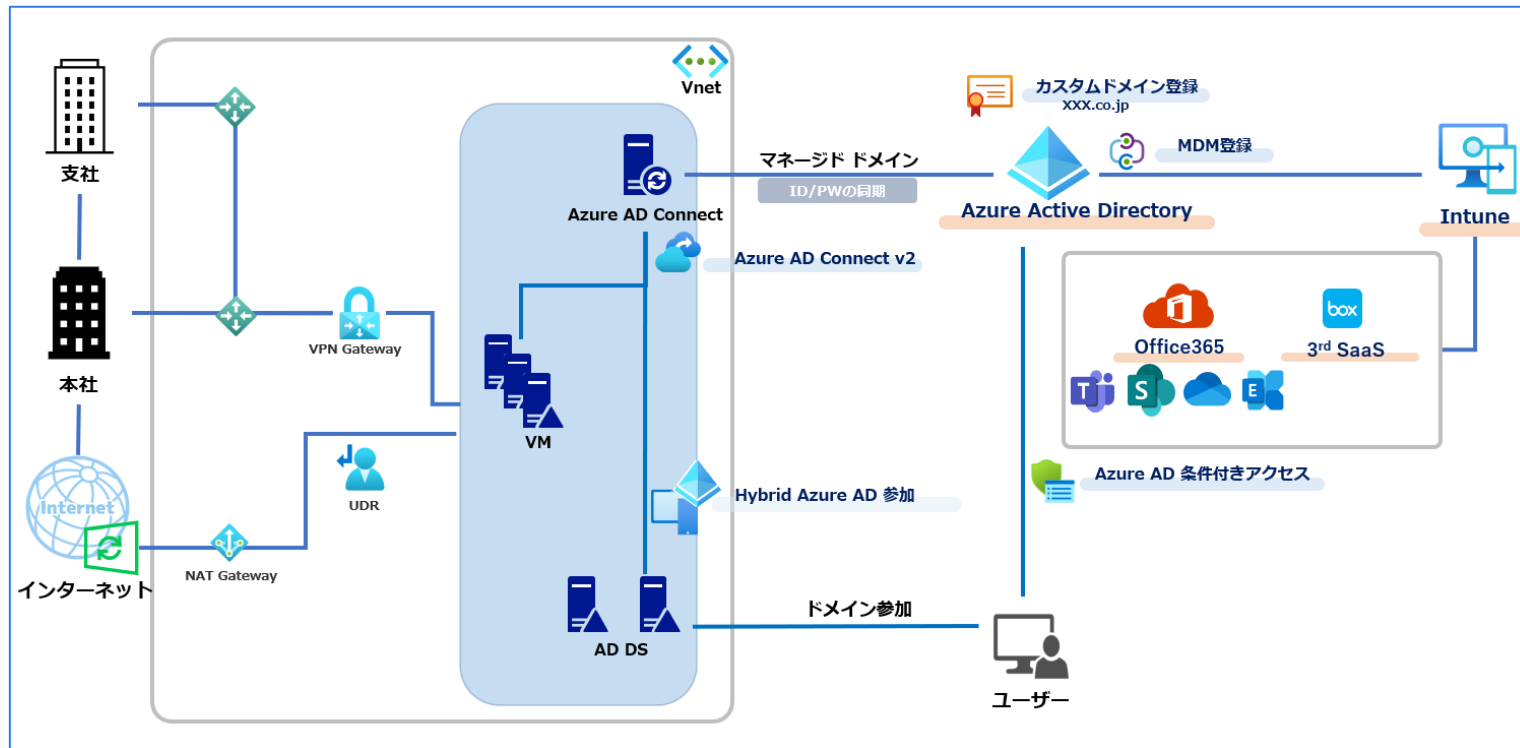 Vnet
支社
本社
Internet
インターネット
VPN Gateway
UDR
NAT Gateway
Azure AD Connect
Azure AD Connect v2
VM
Hybrid Azure AD 参加
AD DS
マネージド ドメイン
ID/PWの同期
カスタムドメイン登録
XXX.co.jp
Azure Active Directory
MDM登録
Intune
Office365
box
3rd SaaS
T
S
E
Azure AD 条件付きアクセス
ドメイン参加
ユーザー